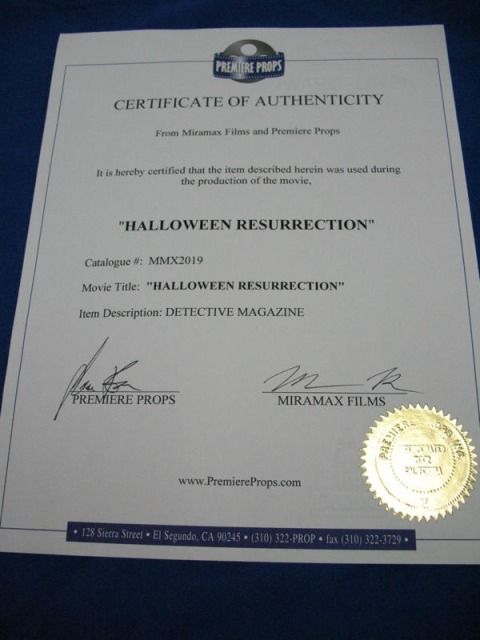 PREMIERE PROPS
CERTIFICATE OF AUTHENTICITY
From Miramax Films and Premiere Props
It is hereby certified that the item described herein was used during
the production of the movie,
"HALLOWEEN RESURRECTION"
Catalogue #: MMX2019
Movie Title: "HALLOWEEN RESURRECTION"
Item Description: DETECTIVE MAGAZINE
PREMIERE PROPS
MIRAMAX FILMS
PREMIERE
INC.
www.PremiereProps.com
• 128 Sierra Street • El Segundo, CA 90245 • (310) 322-PROP • fax (310) 322-3729 •